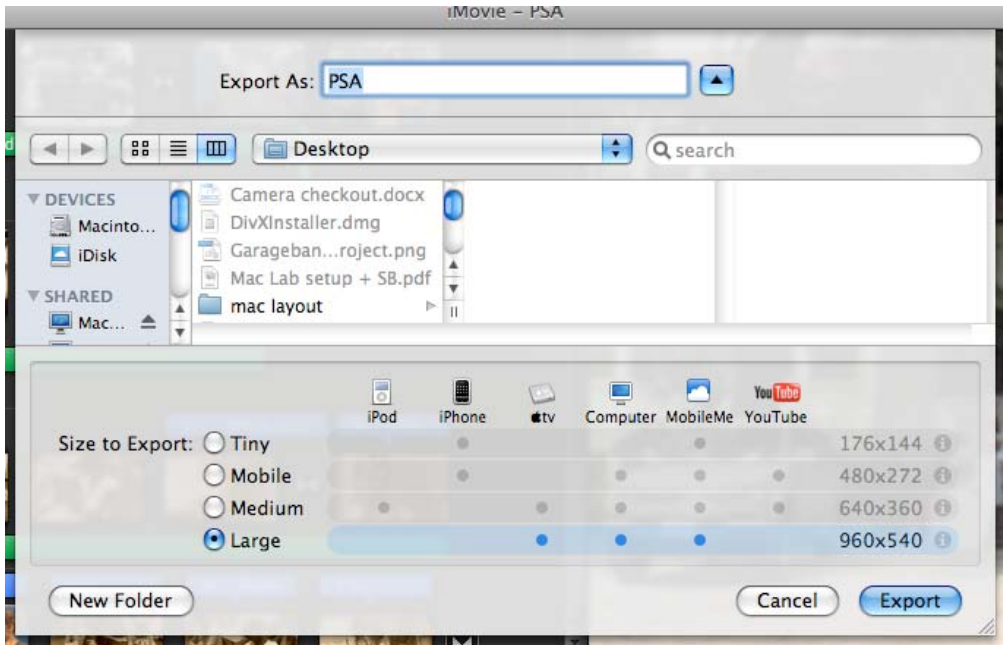 iMovie – PSA
Export As: PSA
Desktop
search
DEVICES
Macinto...
iDisk
SHARED
Mac...
Camera checkout.docx
DivXInstaller.dmg
Garageban...roject.png
Mac Lab setup + SB.pdf
mac layout
iPod iPhone tv Computer MobileMe YouTube
Size to Export: Tiny 176x144
Mobile 480x272
Medium 640x360
Large 960x540
New Folder Cancel Export